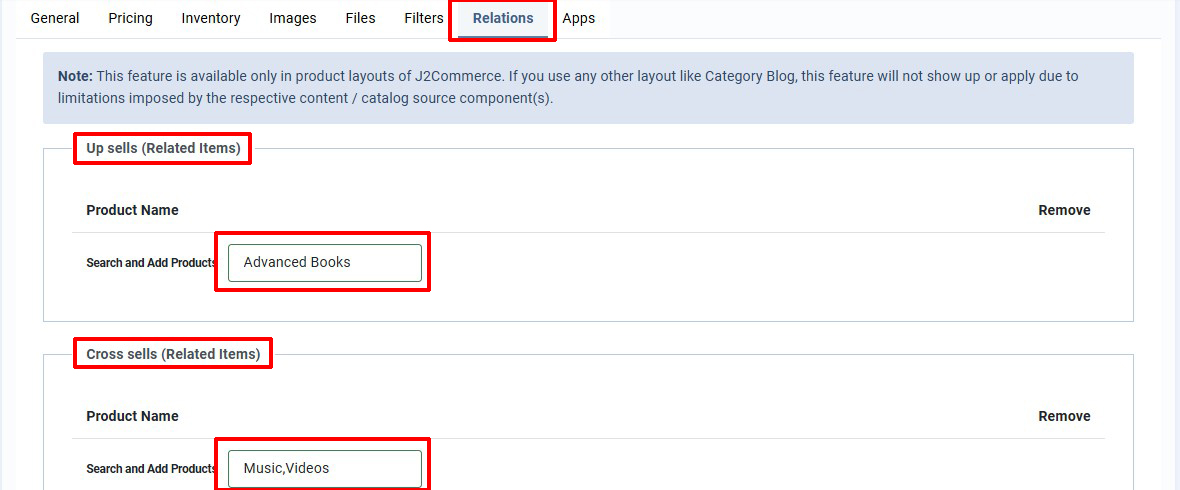 General Pricing Inventory Images Files Filters Relations Apps
Note: This feature is available only in product layouts of J2Commerce. If you use any other layout like Category Blog, this feature will not show up or apply due to
limitations imposed by the respective content / catalog source component(s).
Up sells (Related Items)
Product Name Remove
Search and Add Products Advanced Books
Cross sells (Related Items)
Product Name Remove
Search and Add Products Music,Videos